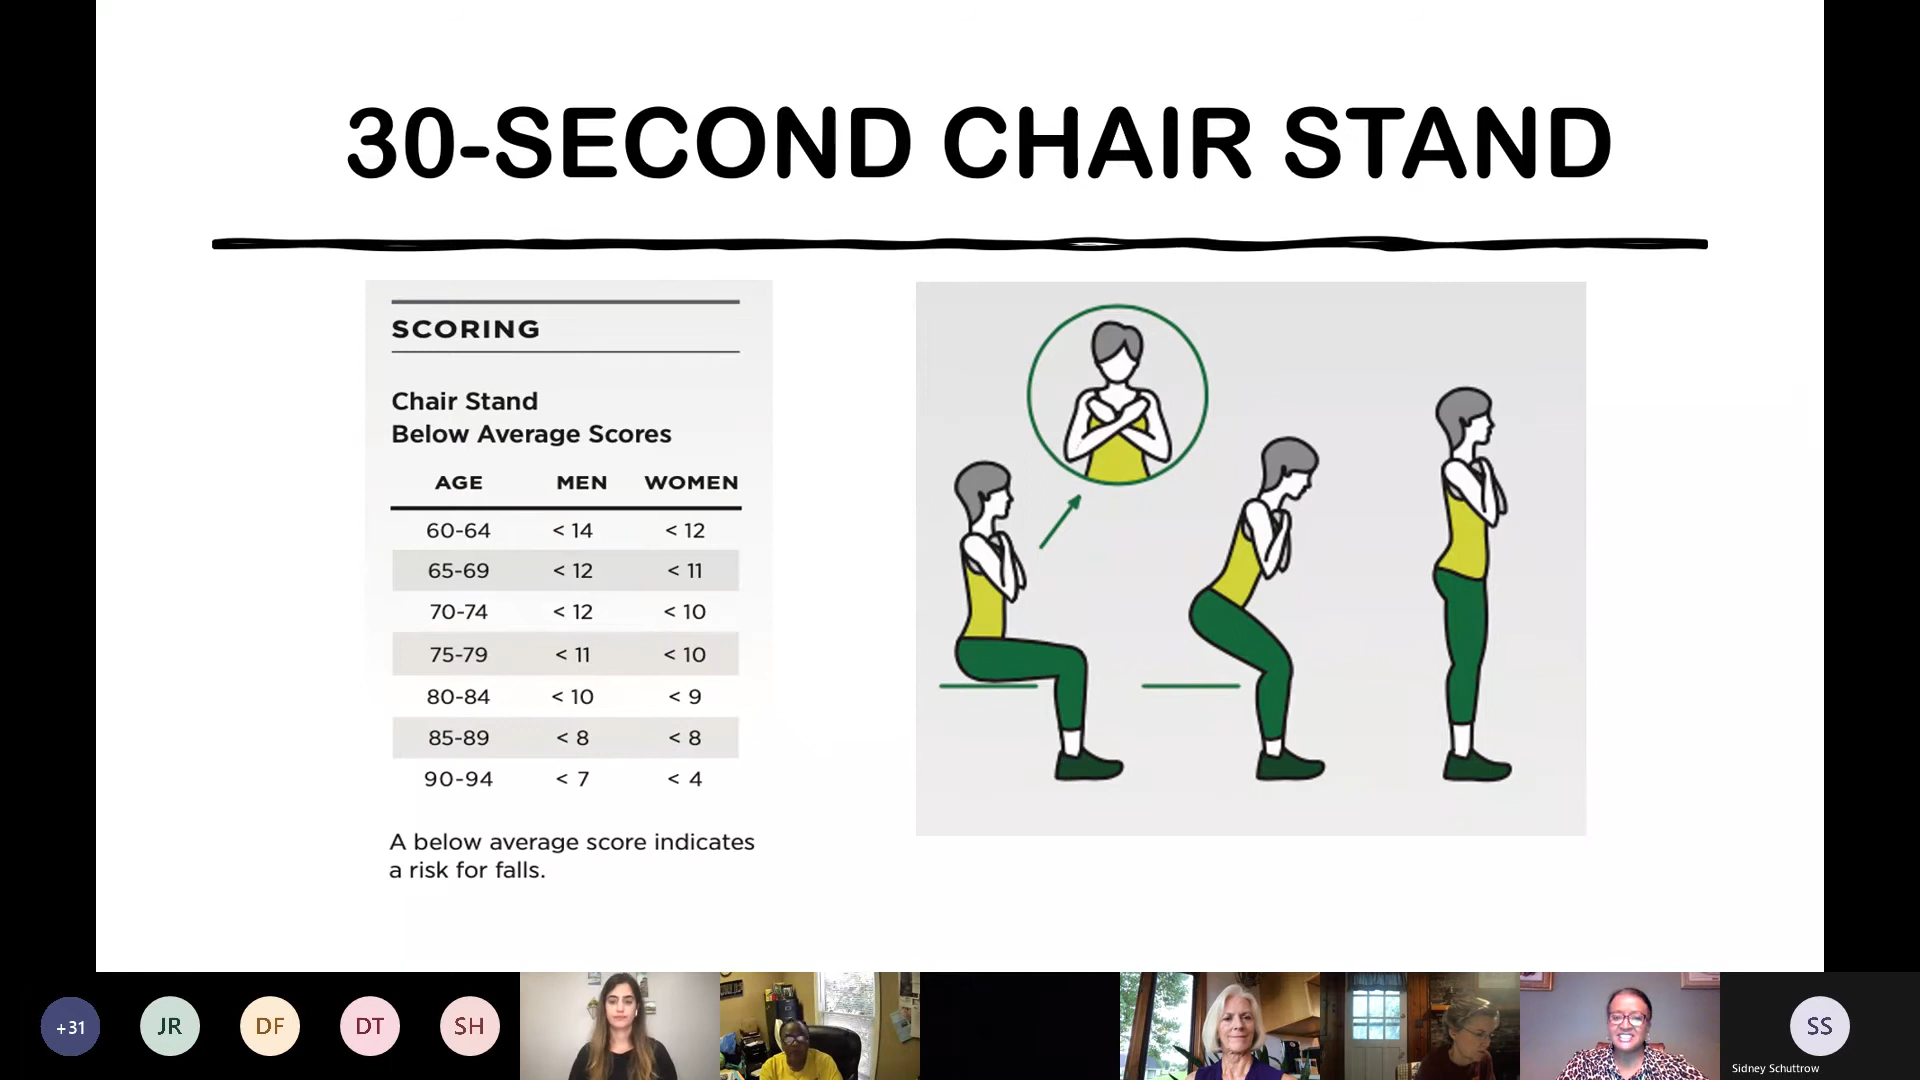 30-SECOND CHAIR STAND
SCORING
Chair Stand
Below Average Scores
AGE MEN WOMEN
60-64 < 14 < 12
65-69 < 12 < 11
70-74 < 12 < 10
75-79 < 11 < 10
80-84 < 10 < 9
85-89 < 8 < 8
90-94 < 7 < 4
A below average score indicates
a risk for falls.
+31 JR DF DT SH SS
Sidney Schuttrow